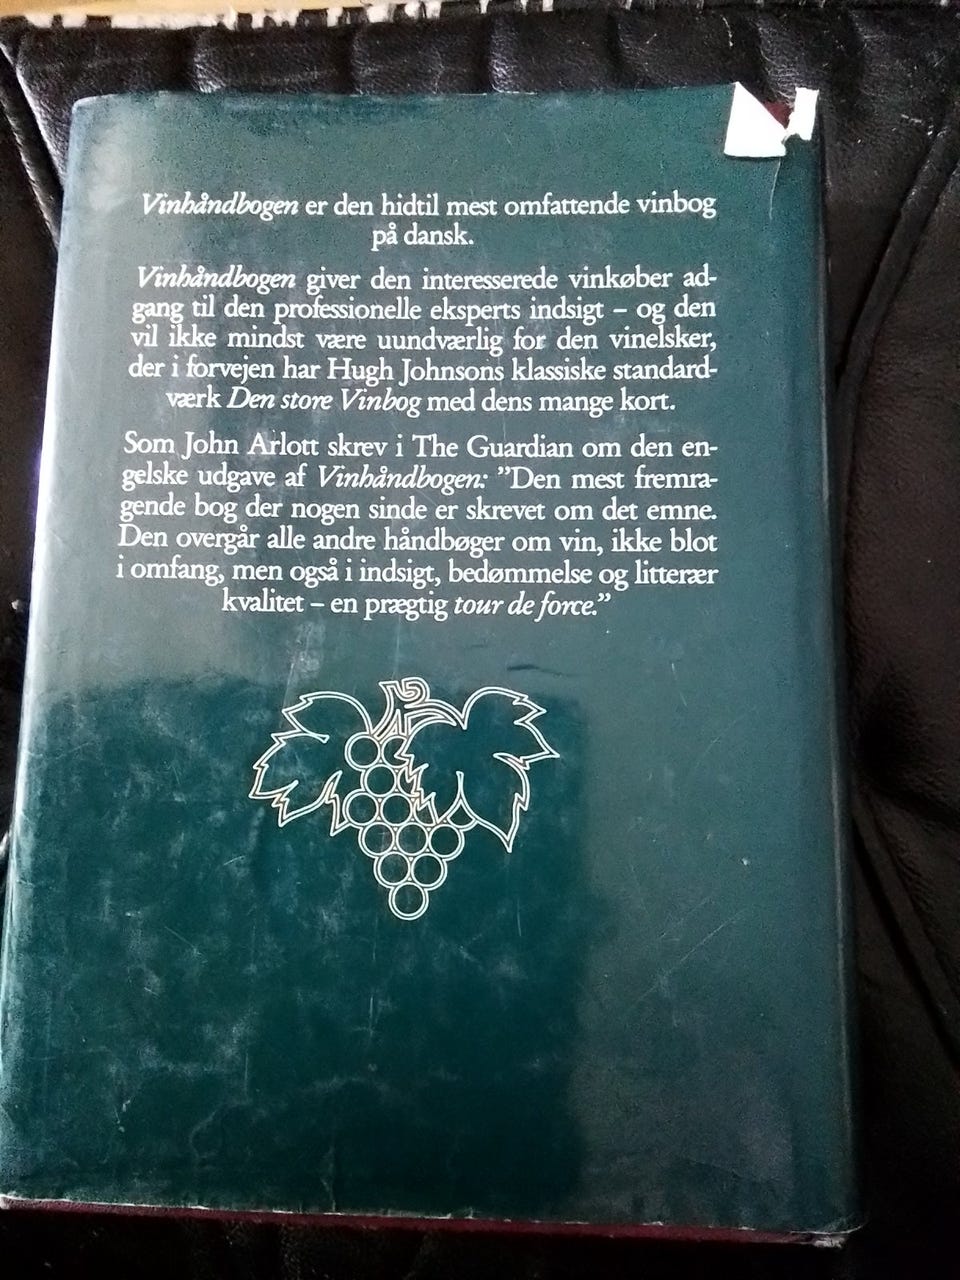 Vinhåndbogen er den hidtil mest omfattende vinbog
på dansk.
Vinhåndbogen giver den interesserede vinkøber ad-
gang til den professionelle eksperts indsigt – og den
vil ikke mindst være uundværlig for den vinelsker,
der i forvejen har Hugh Johnsons klassiske standard-
værk Den store Vinbog med dens mange kort.
Som John Arlott skrev i The Guardian om den en-
gelske udgave af Vinhåndbogen: ”Den mest fremra-
gende bog der nogen sinde er skrevet om det emne.
Den overgår alle andre håndbøger om vin, ikke blot
i omfang, men også i indsigt, bedømmelse og litterær
kvalitet – en prægtig tour de force.”